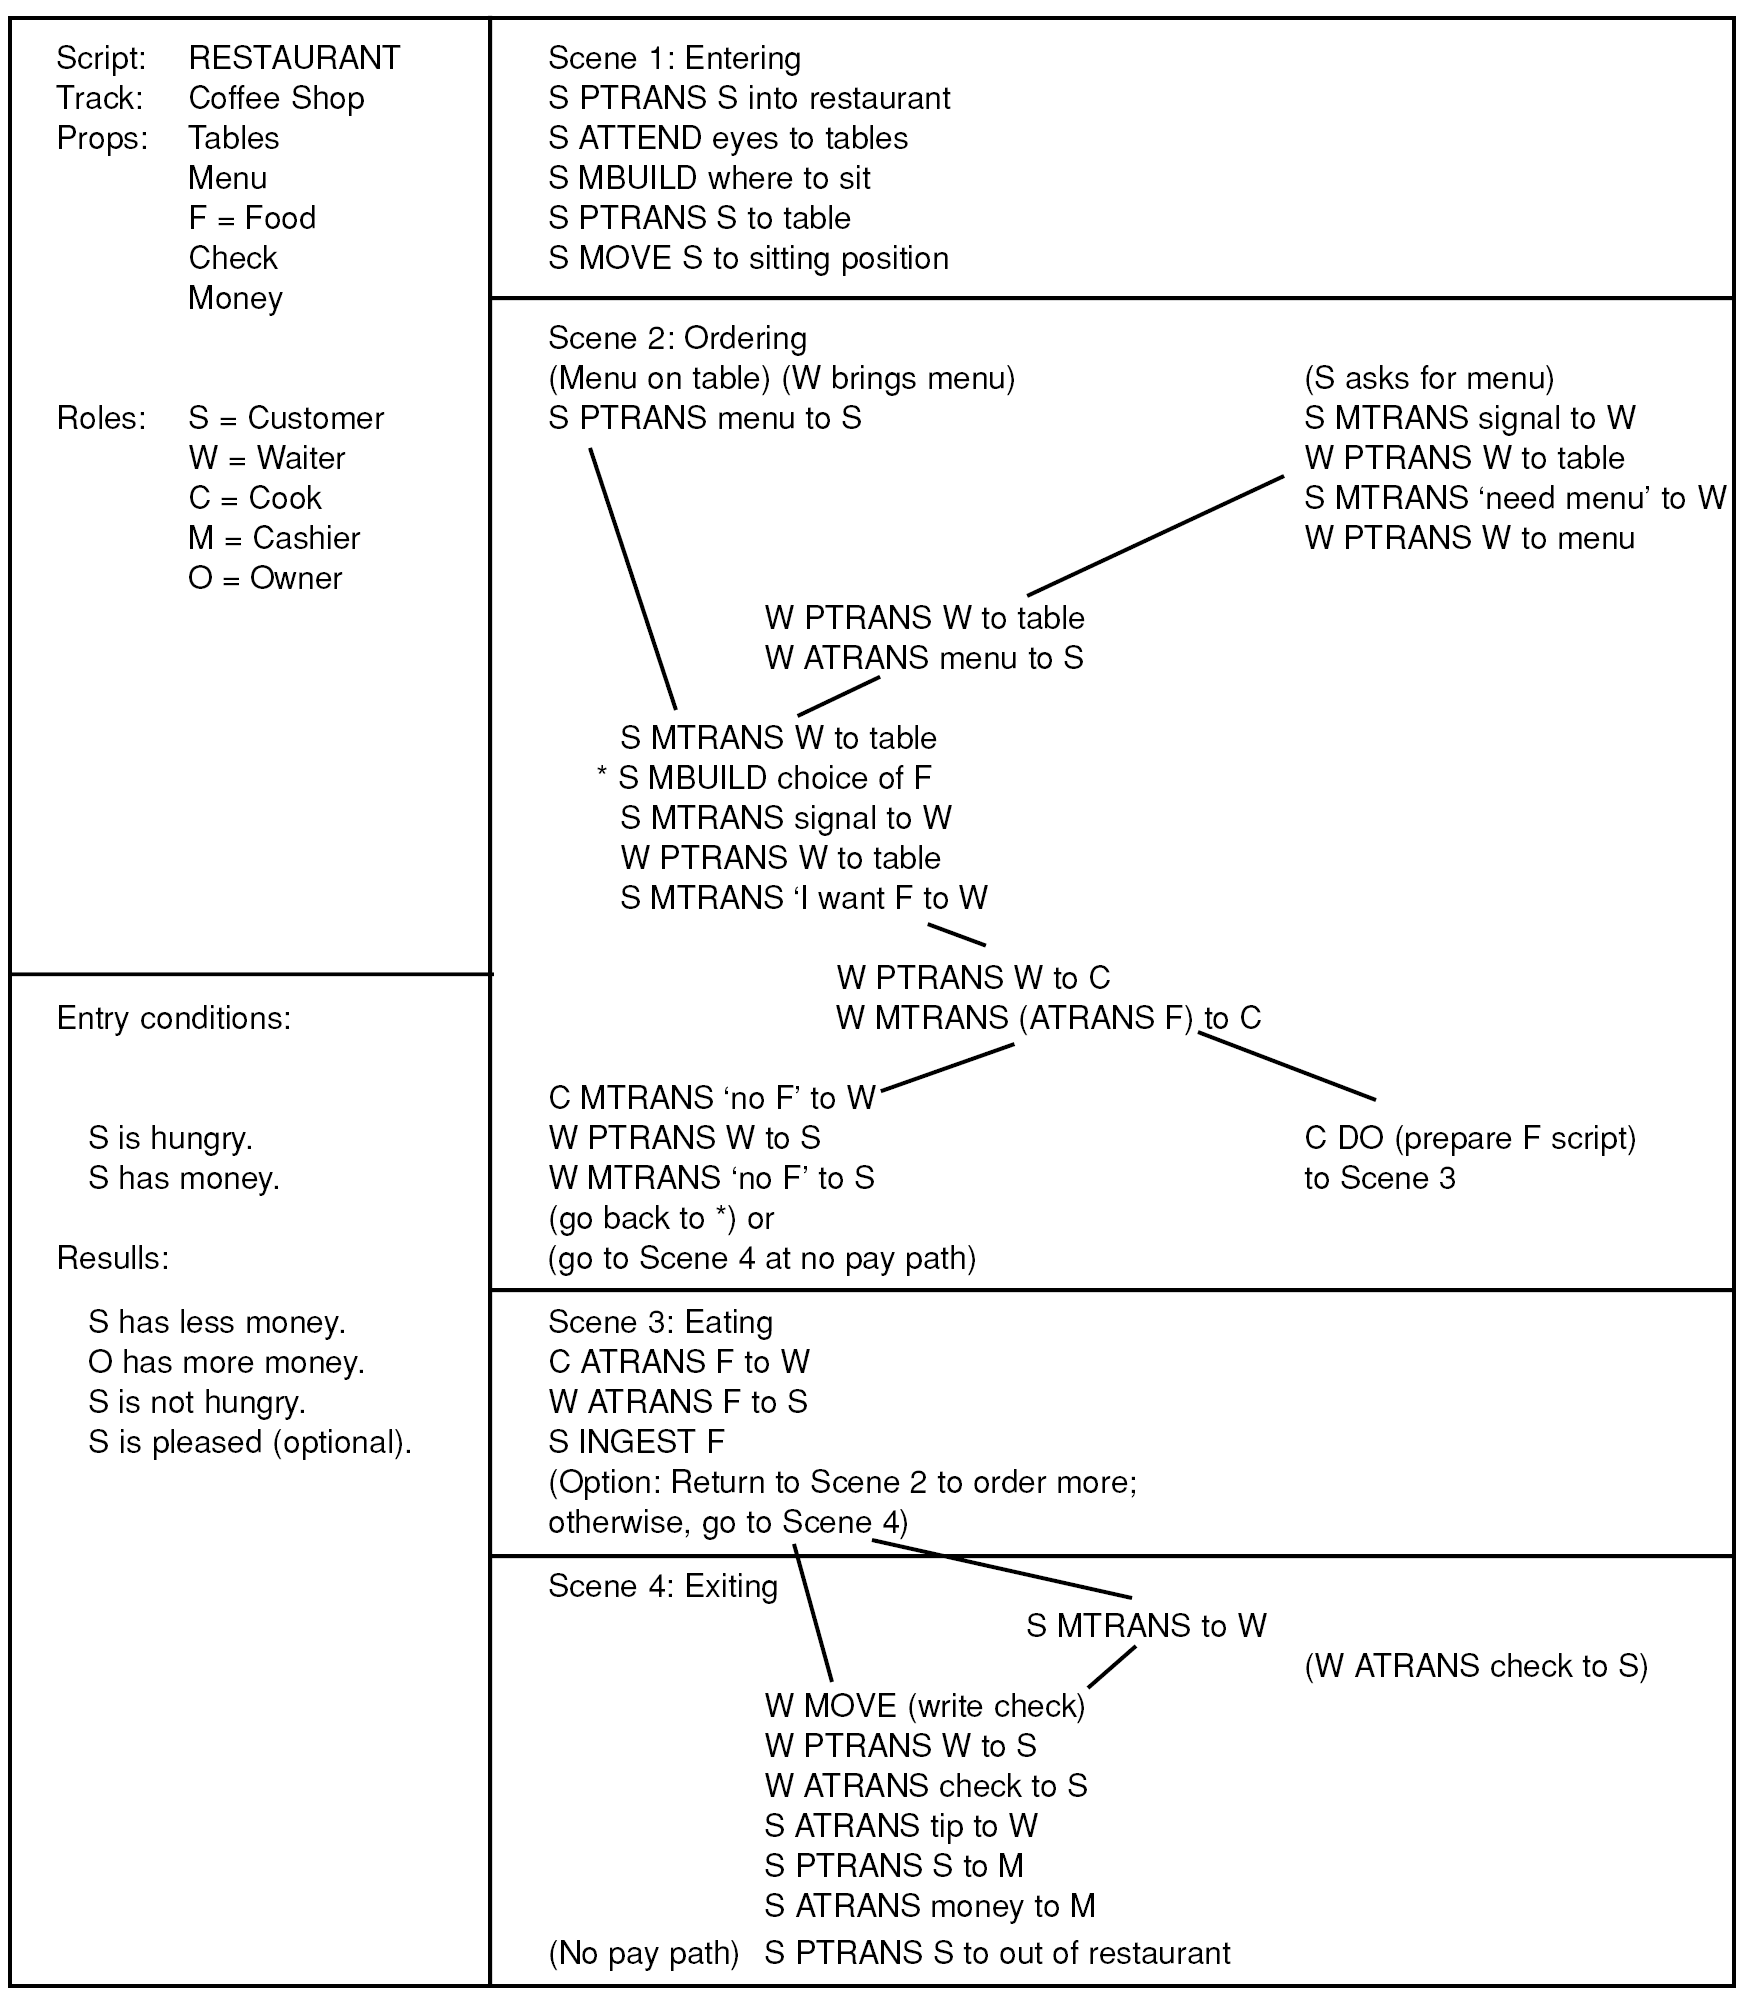 Script: RESTAURANT
Track: Coffee Shop
Props: Tables
Menu
F = Food
Check
Money
Roles: S = Customer
W = Waiter
C = Cook
M = Cashier
O = Owner
Entry conditions:
S is hungry.
S has money.
Resulls:
S has less money.
O has more money.
S is not hungry.
S is pleased (optional).
Scene 1: Entering
S PTRANS S into restaurant
S ATTEND eyes to tables
S MBUILD where to sit
S PTRANS S to table
S MOVE S to sitting position
Scene 2: Ordering
(Menu on table) (W brings menu)
S PTRANS menu to S
(S asks for menu)
S MTRANS signal to W
W PTRANS W to table
S MTRANS ‘need menu’ to W
W PTRANS W to menu
W PTRANS W to table
W ATRANS menu to S
S MTRANS W to table
* S MBUILD choice of F
S MTRANS signal to W
W PTRANS W to table
S MTRANS ‘I want F to W
W PTRANS W to C
W MTRANS (ATRANS F) to C
C MTRANS ‘no F’ to W
W PTRANS W to S
W MTRANS ‘no F’ to S
(go back to *) or
(go to Scene 4 at no pay path)
C DO (prepare F script)
to Scene 3
Scene 3: Eating
C ATRANS F to W
W ATRANS F to S
S INGEST F
(Option: Return to Scene 2 to order more;
otherwise, go to Scene 4)
Scene 4: Exiting
S MTRANS to W
(W ATRANS check to S)
W MOVE (write check)
W PTRANS W to S
W ATRANS check to S
S ATRANS tip to W
S PTRANS S to M
S ATRANS money to M
(No pay path) S PTRANS S to out of restaurant